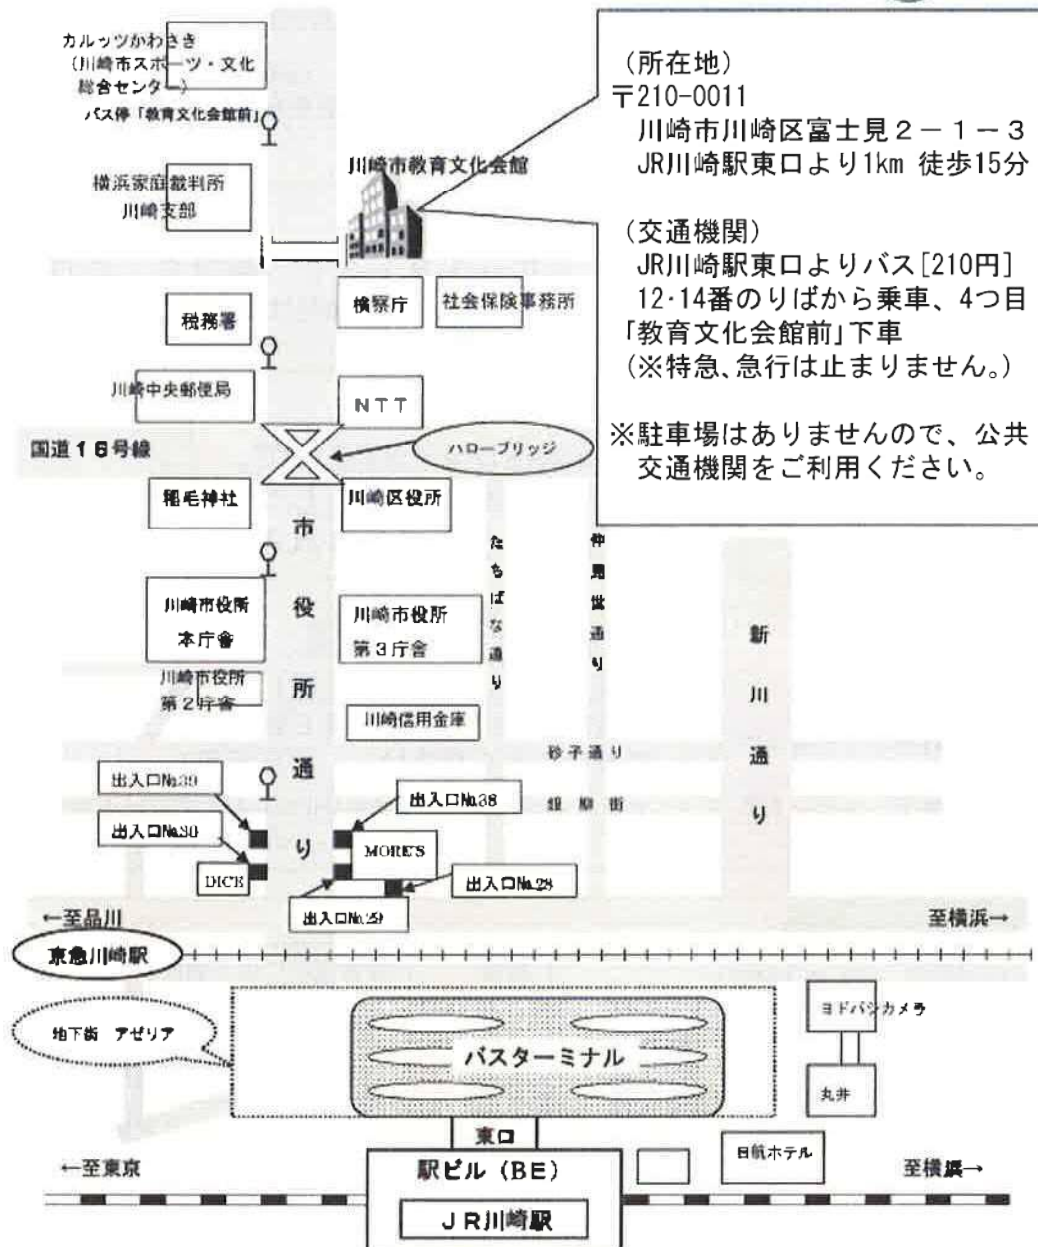 カルッツかわさき
（川崎市スポーツ・文化
総合センター）
バス停「教育文化会館前」
横浜家庭裁判所
川崎支部
川崎市教育文化会館
（所在地）
〒210-0011
川崎市川崎区富士見２－１－３
JR川崎駅東口より1km 徒歩15分
（交通機関）
JR川崎駅東口よりバス[210円]
12･14番のりばから乗車、4つ目
「教育文化会館前」下車
（※特急、急行は止まりません。）
※駐車場はありませんので、公共
交通機関をご利用ください。
税務署
検察庁
社会保険事務所
川崎中央郵便局
ＮＴＴ
国道１６号線
ハローブリッジ
稲毛神社
川崎区役所
市役所通り
たちばな通り
仲見世通り
新川通り
川崎市役所
本庁舎
川崎市役所
第３庁舎
川崎市役所
第２庁舎
川崎信用金庫
砂子通り
銀柳街
出入口№39
出入口№38
出入口№30
MORE'S
DICE
出入口№28
出入口№29
←至品川
至横浜→
京急川崎駅
地下街　アゼリア
バスターミナル
ヨドバシカメラ
丸井
東口
日航ホテル
←至東京
駅ビル（BE）
至横浜→
ＪＲ川崎駅